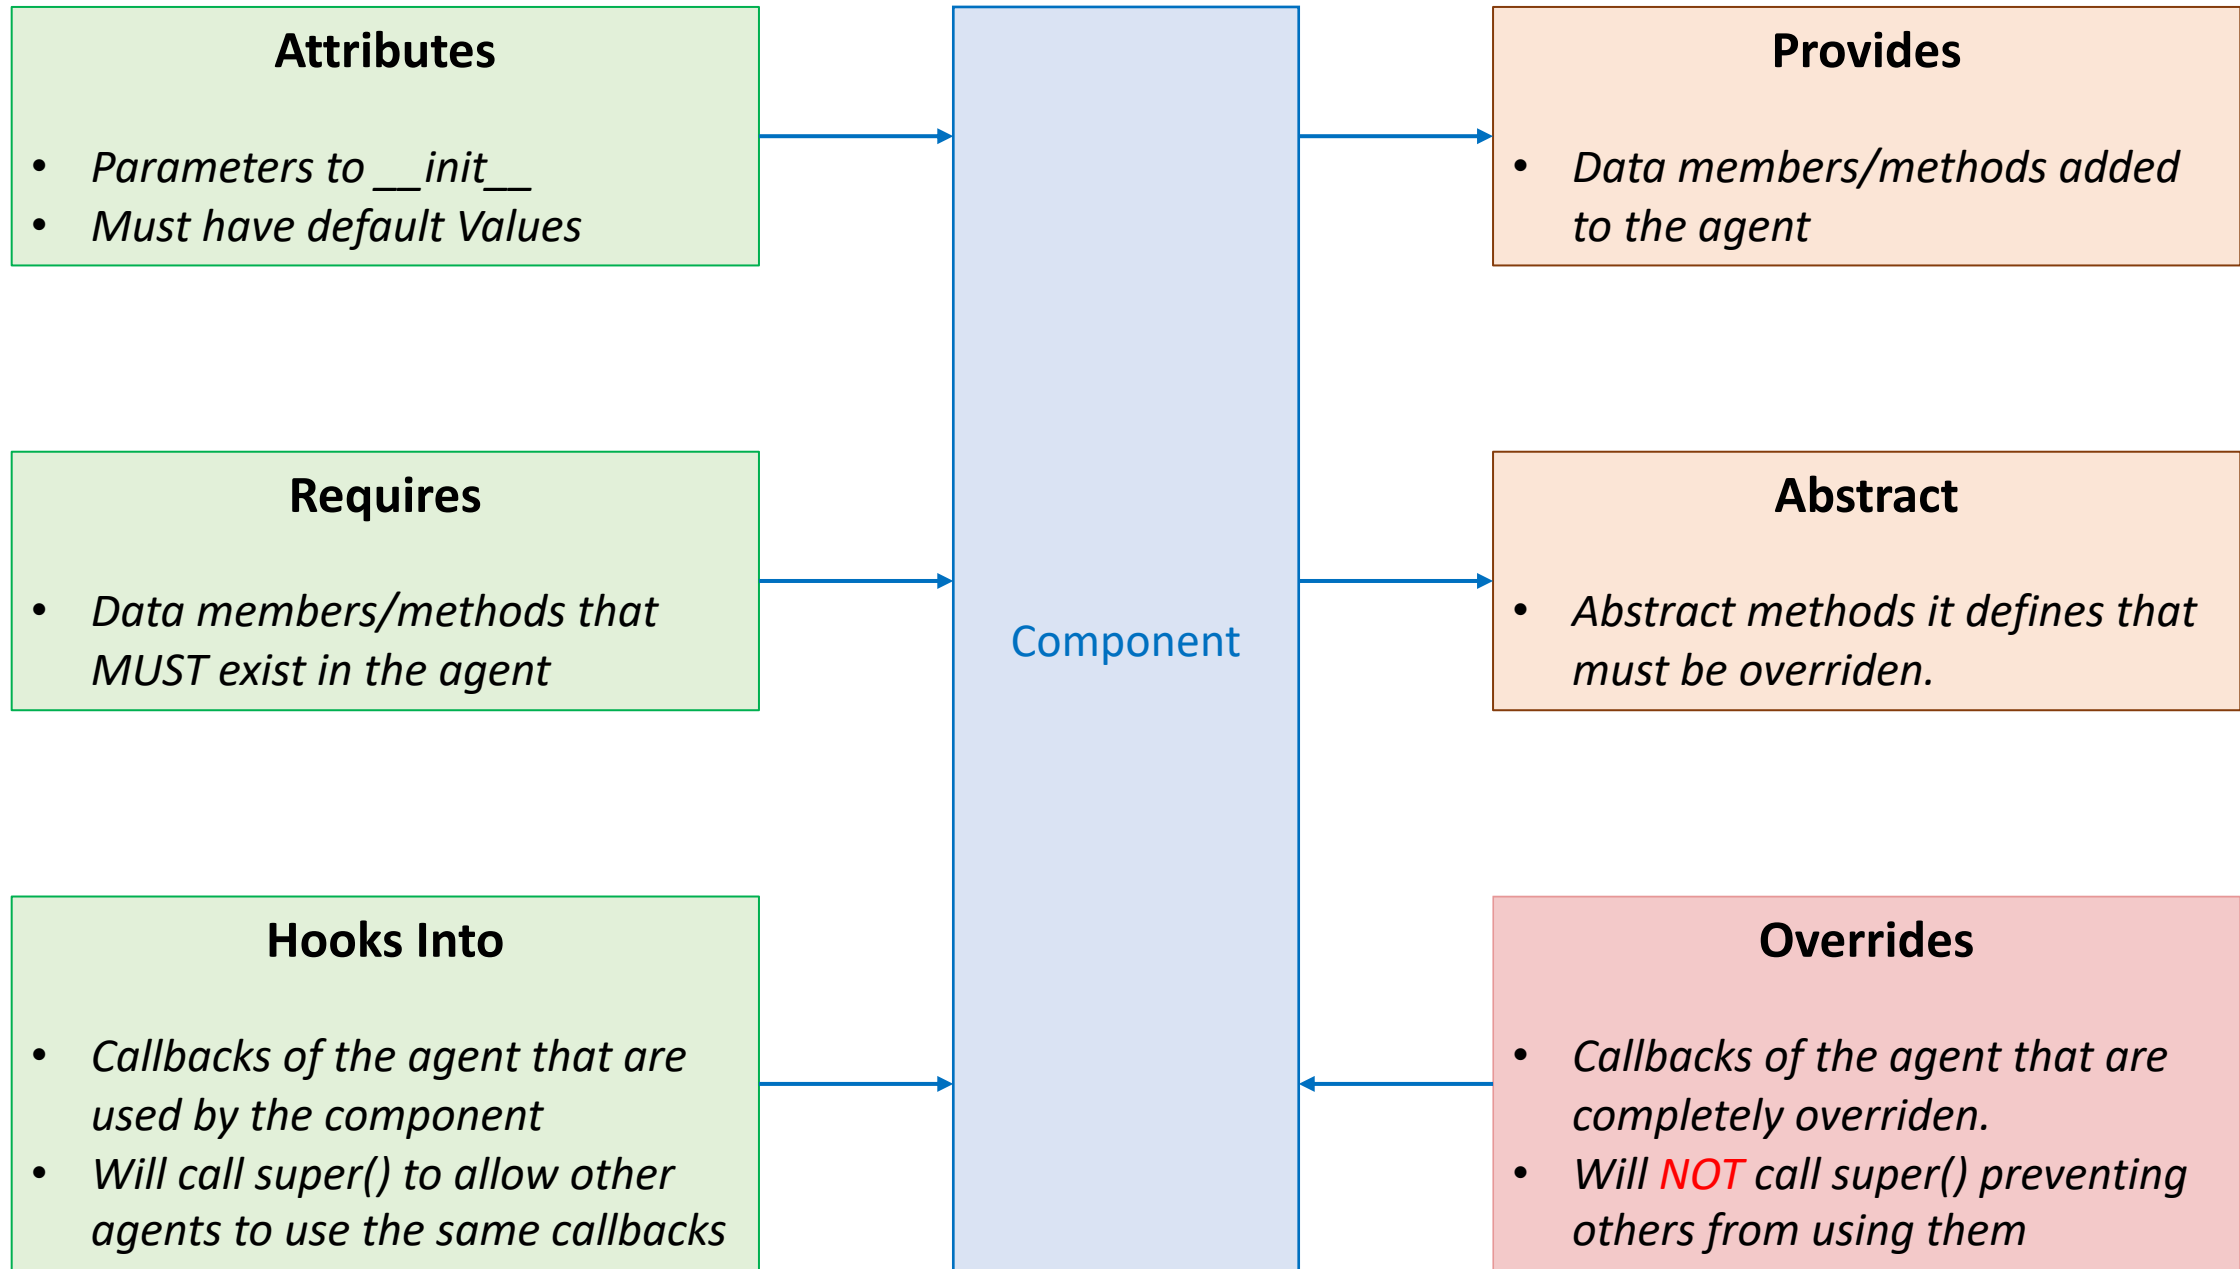 Attributes
• Parameters to __init__
• Must have default Values
Requires
• Data members/methods that
MUST exist in the agent
Hooks Into
• Callbacks of the agent that are
used by the component
• Will call super() to allow other
agents to use the same callbacks
Component
Provides
• Data members/methods added
to the agent
Abstract
• Abstract methods it defines that
must be overriden.
Overrides
• Callbacks of the agent that are
completely overriden.
• Will NOT call super() preventing
others from using them